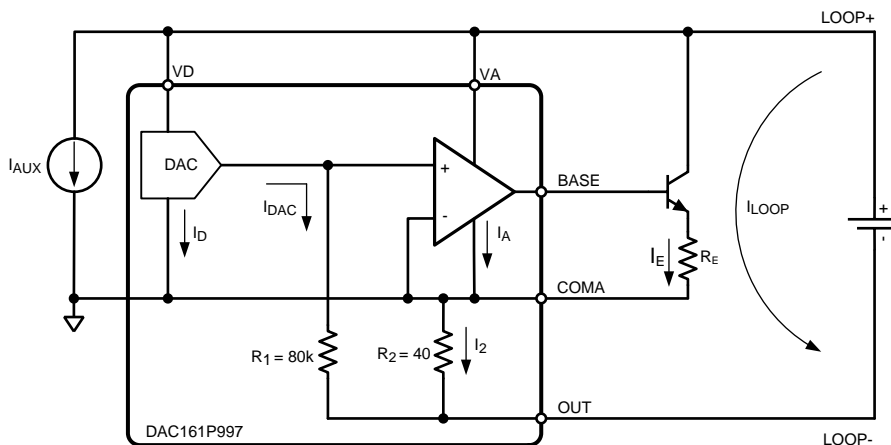 LOOP+
VD
VA
DAC
+
-
BASE
IAUX
IDAC
ID
IA
IE
RE
ILOOP
+
-
COMA
R1 = 80k
R2 = 40
I2
OUT
DAC161P997
LOOP-